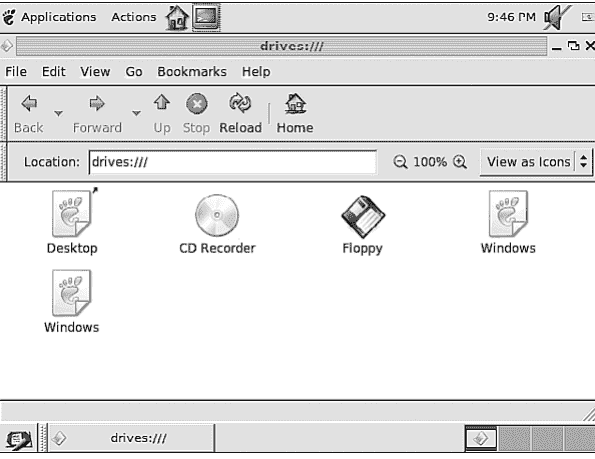 Applications Actions 9:46 PM
drives:///
File Edit View Go Bookmarks Help
Back Forward Up Stop Reload Home
Location: drives:/// 100% View as Icons
Desktop CD Recorder Floppy Windows
Windows
drives:///